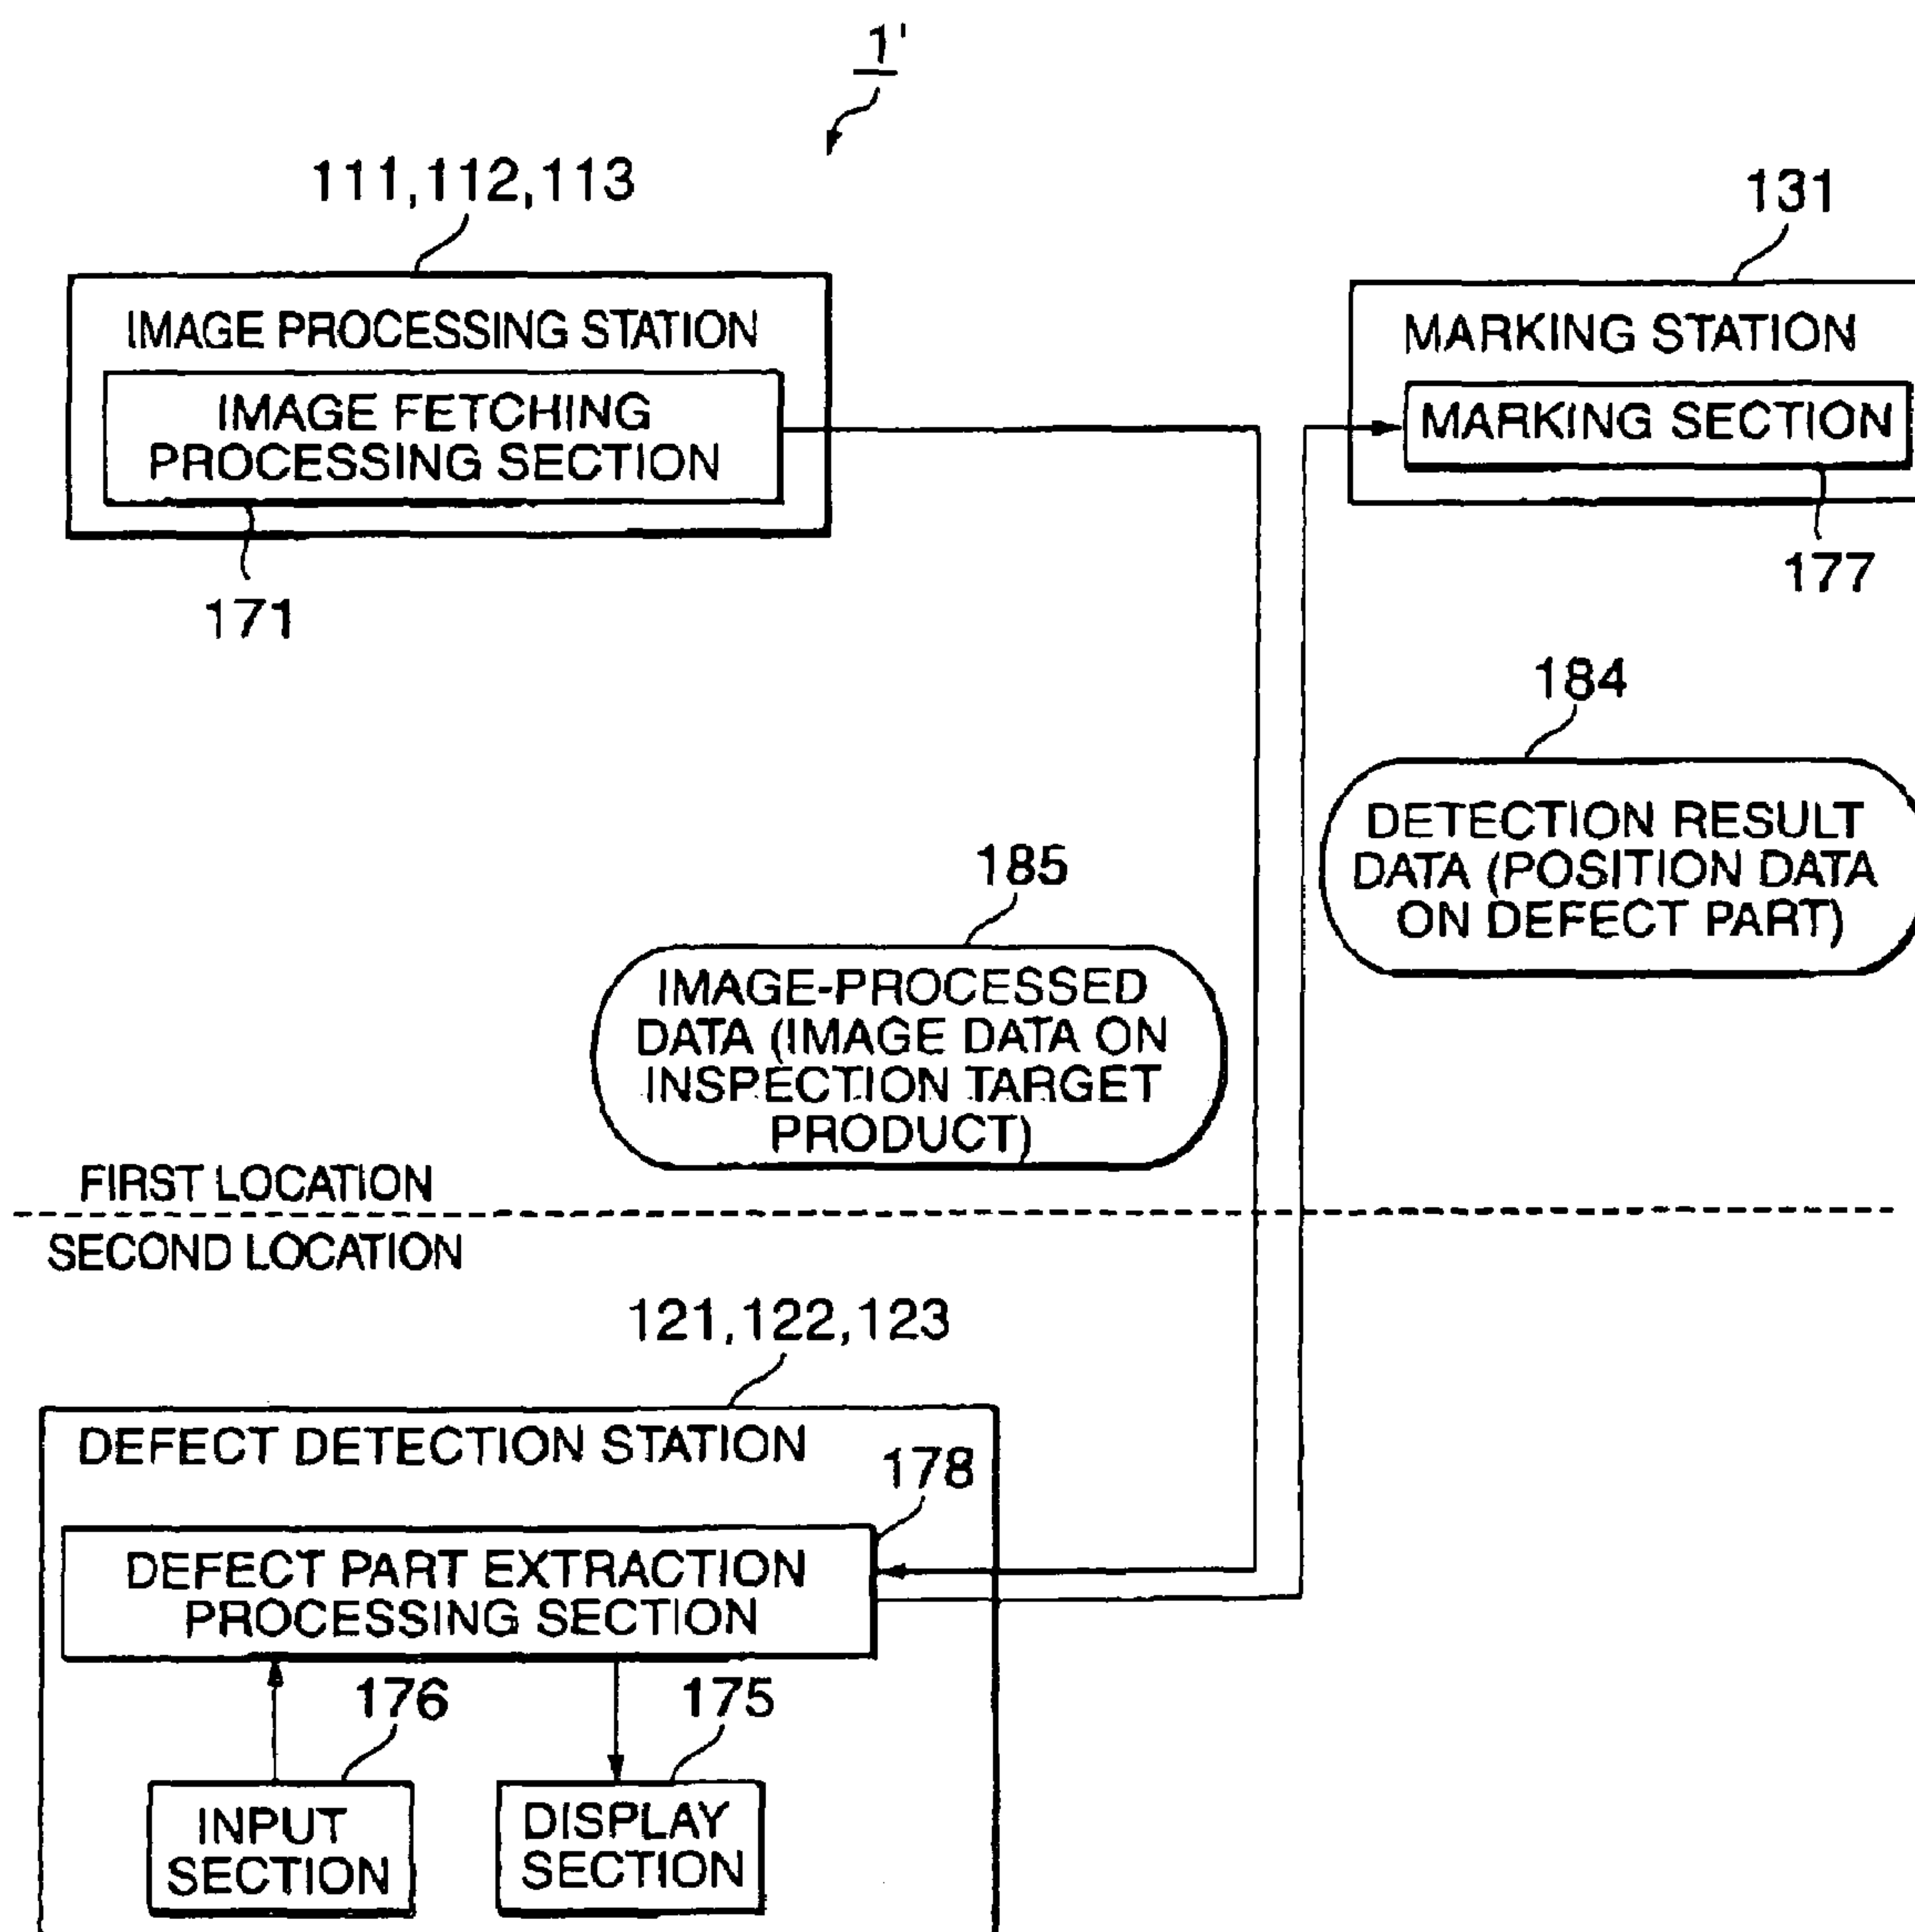 1'
111,112,113
131
IMAGE PROCESSING STATION
IMAGE FETCHING
PROCESSING SECTION
171
MARKING STATION
MARKING SECTION
177
184
DETECTION RESULT
DATA (POSITION DATA
ON DEFECT PART)
185
IMAGE-PROCESSED
DATA (IMAGE DATA ON
INSPECTION TARGET
PRODUCT)
FIRST LOCATION
SECOND LOCATION
121,122,123
DEFECT DETECTION STATION
178
DEFECT PART EXTRACTION
PROCESSING SECTION
176
175
INPUT
SECTION
DISPLAY
SECTION